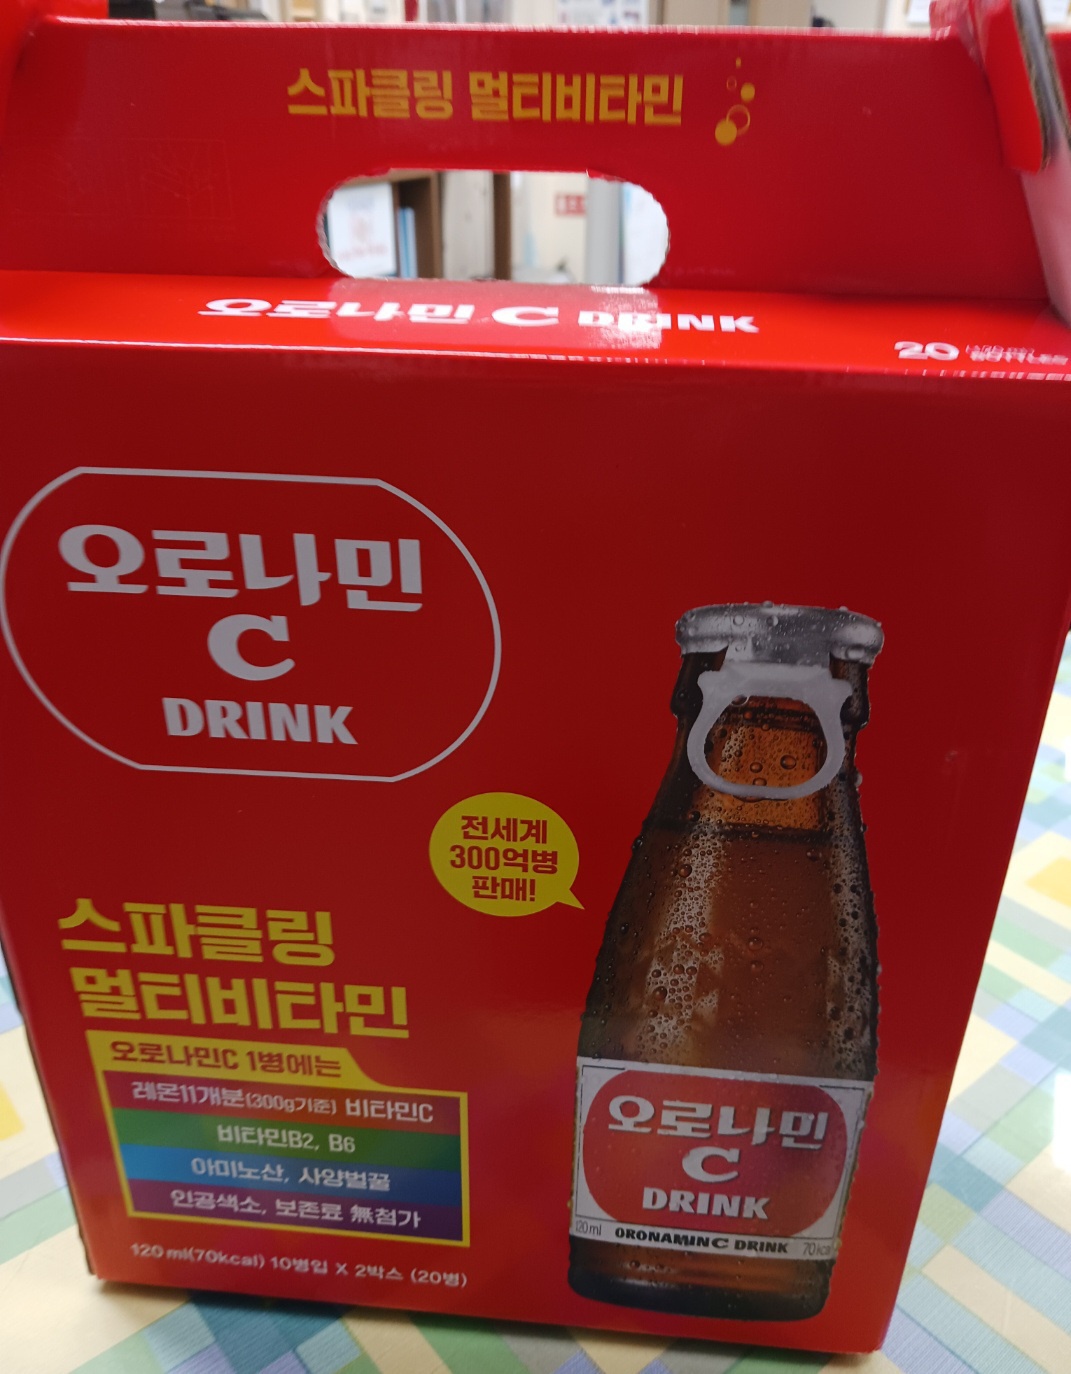 스파클링 멀티비타민
오로나민 C DRINK
20
BOTTLES
오로나민
C
DRINK
전세계
300억병
판매!
스파클링
멀티비타민
오로나민C 1병에는
레몬11개분(300g기준) 비타민C
비타민B2, B6
아미노산, 사양벌꿀
인공색소, 보존료 無첨가
120 ml(70kcal) 10병입 X 2박스 (20병)
오로나민
C
DRINK
120ml ORONAMIN C DRINK 70kcal